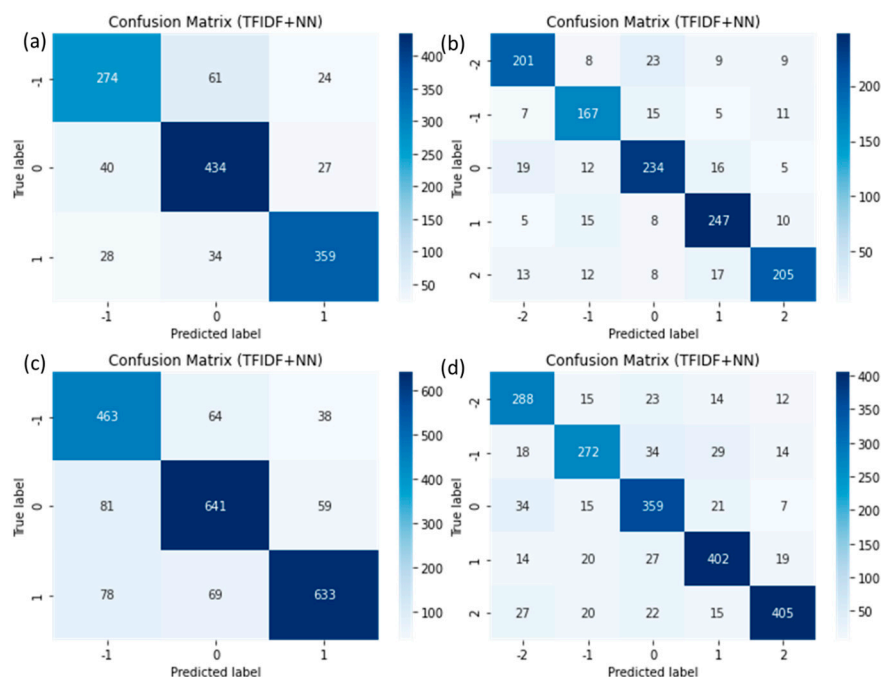 (a)
Confusion Matrix (TFIDF+NN)
True label
-1 274 61 24
0 40 434 27
1 28 34 359
-1 0 1
Predicted label
400
350
300
250
200
150
100
50
(b)
Confusion Matrix (TFIDF+NN)
True label
-2 201 8 23 9 9
-1 7 167 15 5 11
0 19 12 234 16 5
1 5 15 8 247 10
2 13 12 8 17 205
-2 -1 0 1 2
Predicted label
200
150
100
50
(c)
Confusion Matrix (TFIDF+NN)
True label
-1 463 64 38
0 81 641 59
1 78 69 633
-1 0 1
Predicted label
600
500
400
300
200
100
(d)
Confusion Matrix (TFIDF+NN)
True label
-2 288 15 23 14 12
-1 18 272 34 29 14
0 34 15 359 21 7
1 14 20 27 402 19
2 27 20 22 15 405
-2 -1 0 1 2
Predicted label
400
350
300
250
200
150
100
50